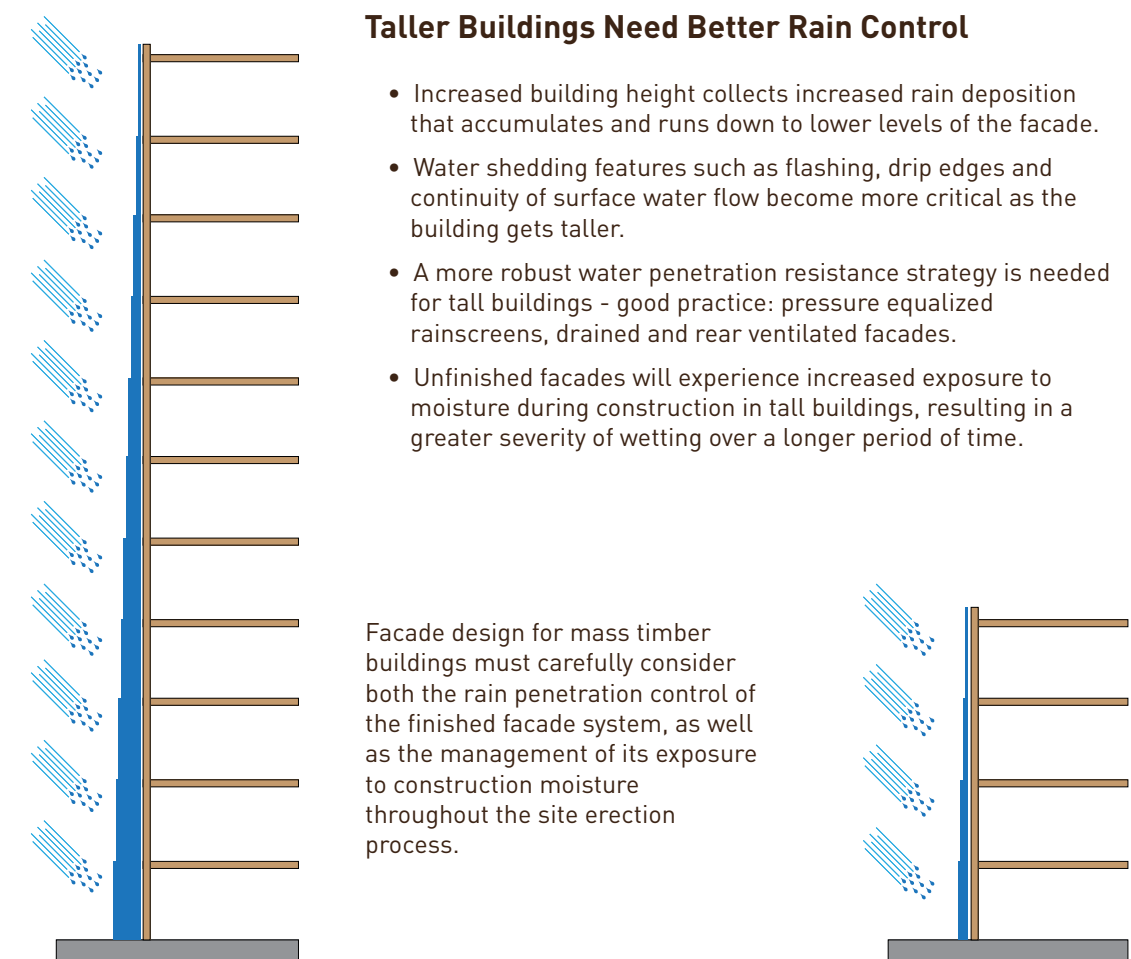 Taller Buildings Need Better Rain Control
• Increased building height collects increased rain deposition
that accumulates and runs down to lower levels of the facade.
• Water shedding features such as flashing, drip edges and
continuity of surface water flow become more critical as the
building gets taller.
• A more robust water penetration resistance strategy is needed
for tall buildings - good practice: pressure equalized
rainscreens, drained and rear ventilated facades.
• Unfinished facades will experience increased exposure to
moisture during construction in tall buildings, resulting in a
greater severity of wetting over a longer period of time.
Facade design for mass timber
buildings must carefully consider
both the rain penetration control of
the finished facade system, as well
as the management of its exposure
to construction moisture
throughout the site erection
process.